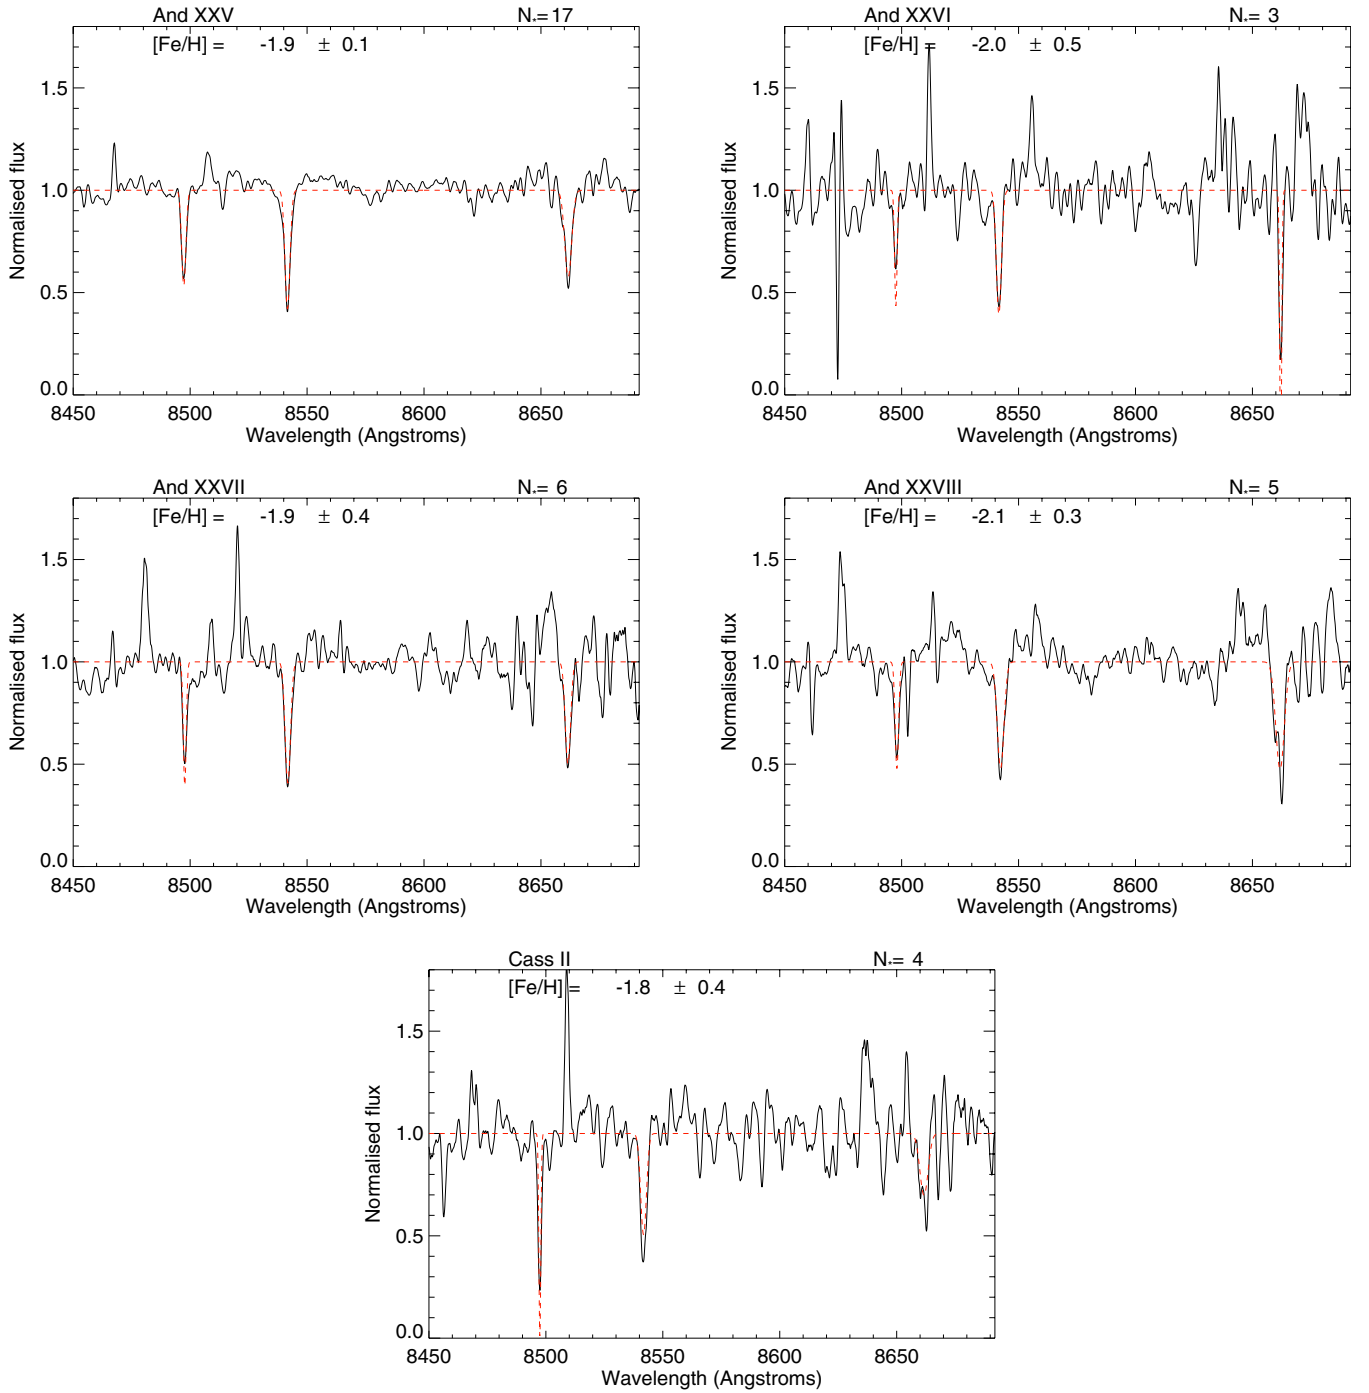 And XXV N*= 17
[Fe/H] = -1.9 ± 0.1
1.5
1.0
0.5
0.0
Normalised flux
8450 8500 8550 8600 8650
Wavelength (Angstroms)
And XXVI N*= 3
[Fe/H] = -2.0 ± 0.5
1.5
1.0
0.5
0.0
Normalised flux
8450 8500 8550 8600 8650
Wavelength (Angstroms)
And XXVII N*= 6
[Fe/H] = -1.9 ± 0.4
1.5
1.0
0.5
0.0
Normalised flux
8450 8500 8550 8600 8650
Wavelength (Angstroms)
And XXVIII N*= 5
[Fe/H] = -2.1 ± 0.3
1.5
1.0
0.5
0.0
Normalised flux
8450 8500 8550 8600 8650
Wavelength (Angstroms)
Cass II N*= 4
[Fe/H] = -1.8 ± 0.4
1.5
1.0
0.5
0.0
Normalised flux
8450 8500 8550 8600 8650
Wavelength (Angstroms)